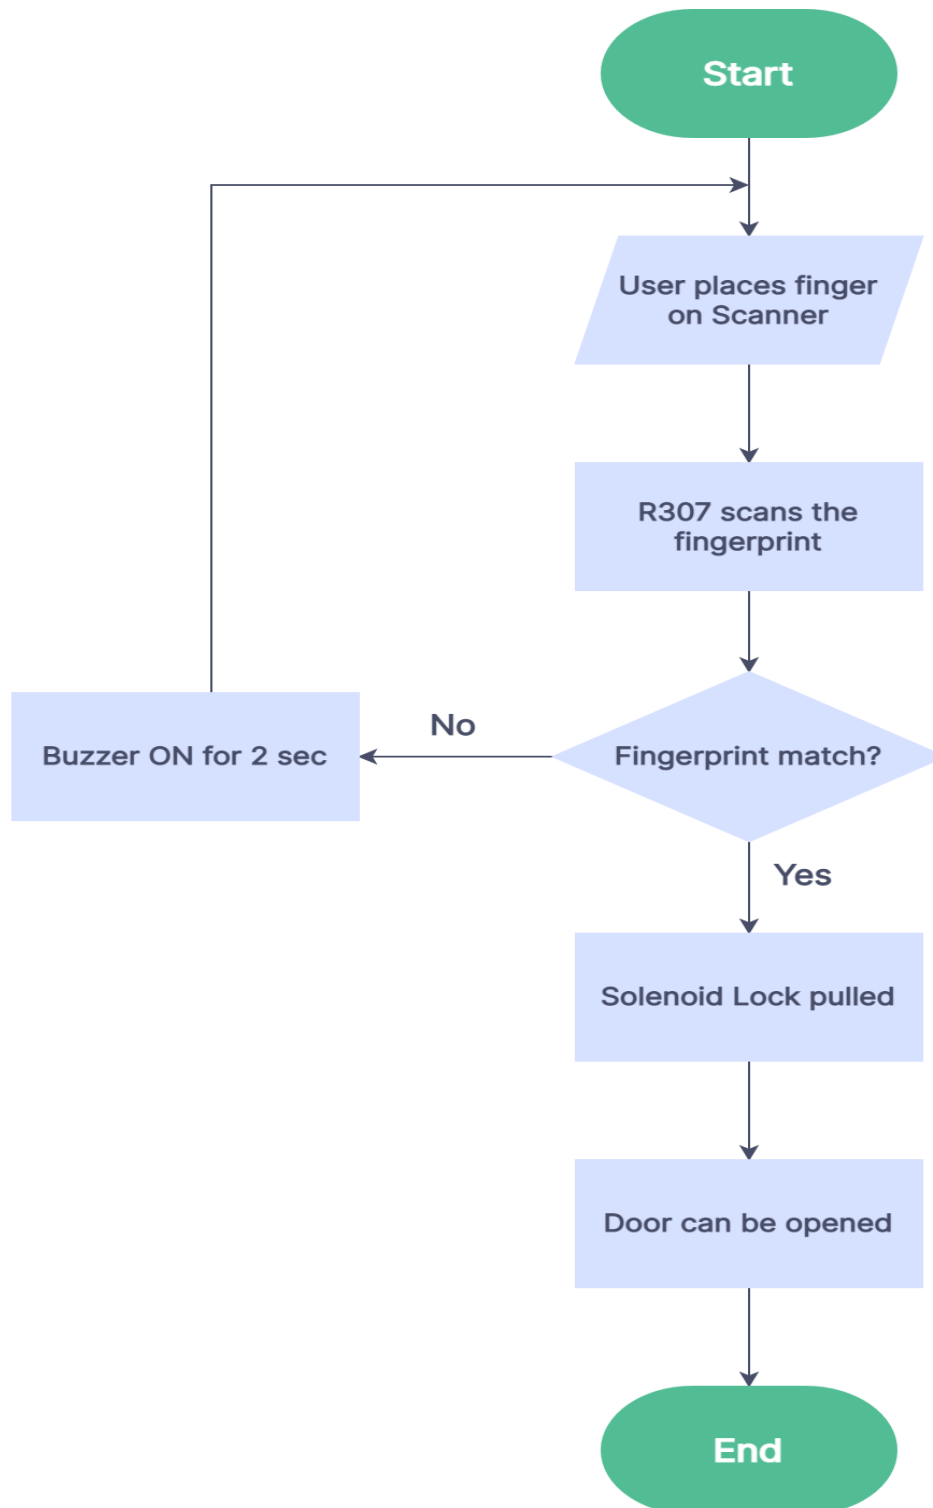 Start
User places finger
on Scanner
R307 scans the
fingerprint
Fingerprint match?
No
Buzzer ON for 2 sec
Yes
Solenoid Lock pulled
Door can be opened
End